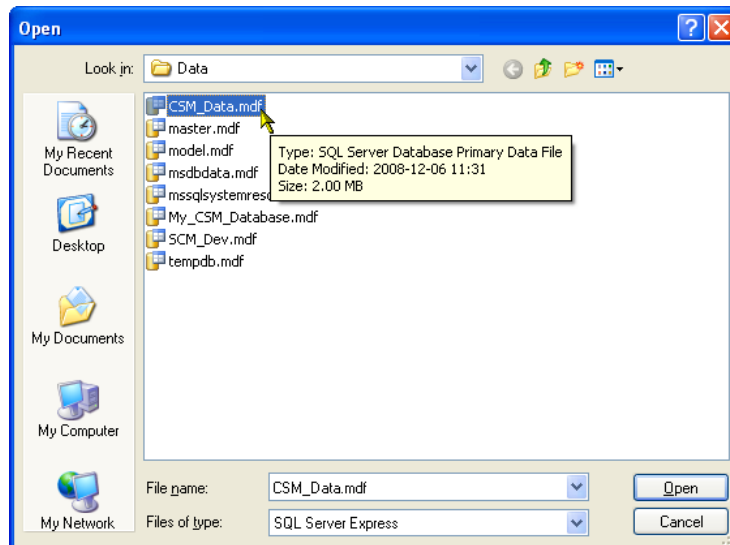 Open
Look in:
Data
CSM_Data.mdf
master.mdf
model.mdf
msdbdata.mdf
mssqlsystemreso
My_CSM_Database.mdf
SCM_Dev.mdf
tempdb.mdf
Type: SQL Server Database Primary Data File
Date Modified: 2008-12-06 11:31
Size: 2.00 MB
My Recent
Documents
Desktop
My Documents
My Computer
My Network
File name:
CSM_Data.mdf
Open
Files of type:
SQL Server Express
Cancel